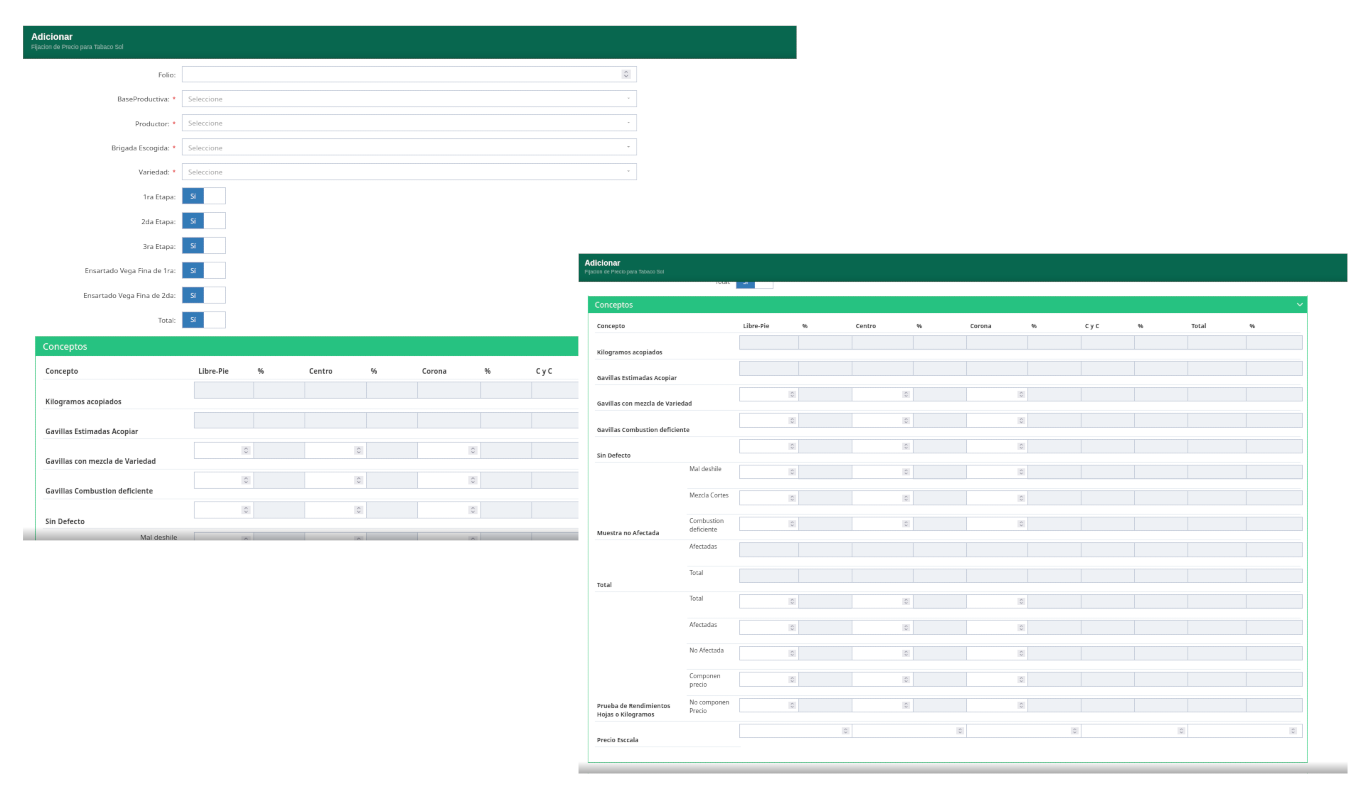 Adicionar
Fijacion de Precio para Tabaco Sol
Folio:
BaseProductiva: * Seleccione
Productor: * Seleccione
Brigada Escogida: * Seleccione
Variedad: * Seleccione
1ra Etapa: Si
2da Etapa: Si
3ra Etapa: Si
Ensartado Vega Fina de 1ra: Si
Ensartado Vega Fina de 2da: Si
Total: Si
Conceptos
Concepto Libre-Pie % Centro % Corona % C y C
Kilogramos acopiados
Gavillas Estimadas Acopiar
Gavillas con mezcla de Variedad
Gavillas Combustion deficiente
Sin Defecto
Mal deshile
Adicionar
Fijacion de Precio para Tabaco Sol
Total: Si
Conceptos
Concepto Libre-Pie % Centro % Corona % C y C % Total %
Kilogramos acopiados
Gavillas Estimadas Acopiar
Gavillas con mezcla de Variedad
Gavillas Combustion deficiente
Sin Defecto
Mal deshile
Mezcla Cortes
Combustion
deficiente
Muestra no Afectada
Afectadas
Total
Total
Total
Afectadas
No Afectada
Componen
precio
No componen
Precio
Prueba de Rendimientos
Hojas o Kilogramos
Precio Esccala